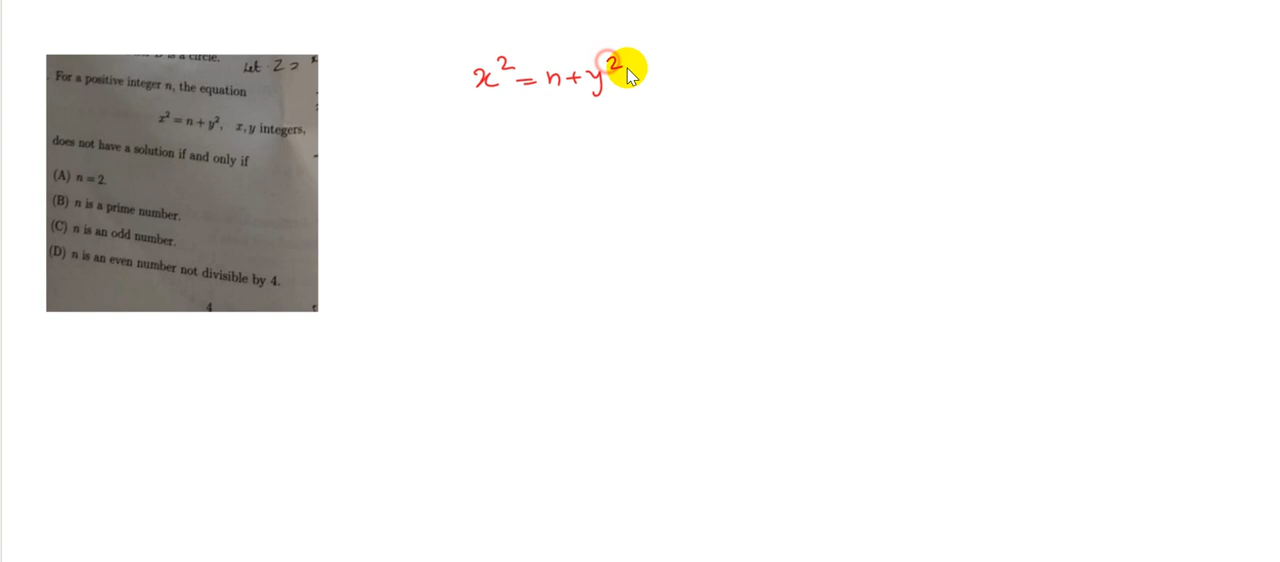 is a circle.
Let Z =
For a positive integer n, the equation
x² = n + y², x, y integers,
does not have a solution if and only if
(A) n = 2.
(B) n is a prime number.
(C) n is an odd number.
(D) n is an even number not divisible by 4.
4
x² = n + y²